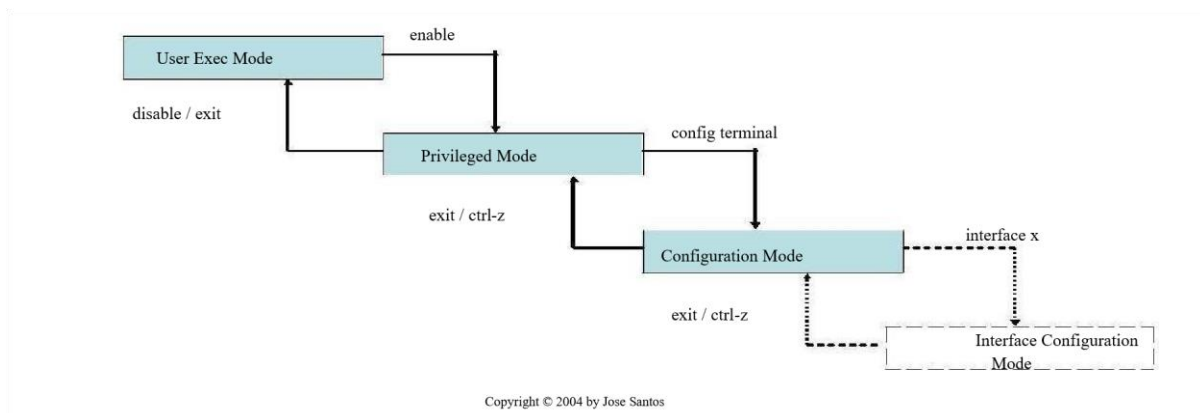 enable
User Exec Mode
disable / exit
config terminal
Privileged Mode
exit / ctrl-z
interface x
Configuration Mode
exit / ctrl-z
Interface Configuration
Mode
Copyright © 2004 by Jose Santos